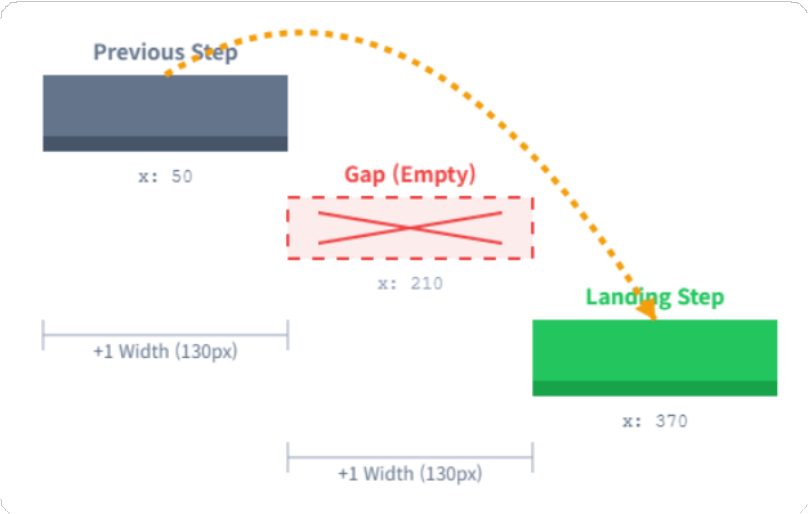 Previous Step
x: 50
Gap (Empty)
x: 210
Landing Step
+1 Width (130px)
x: 370
+1 Width (130px)